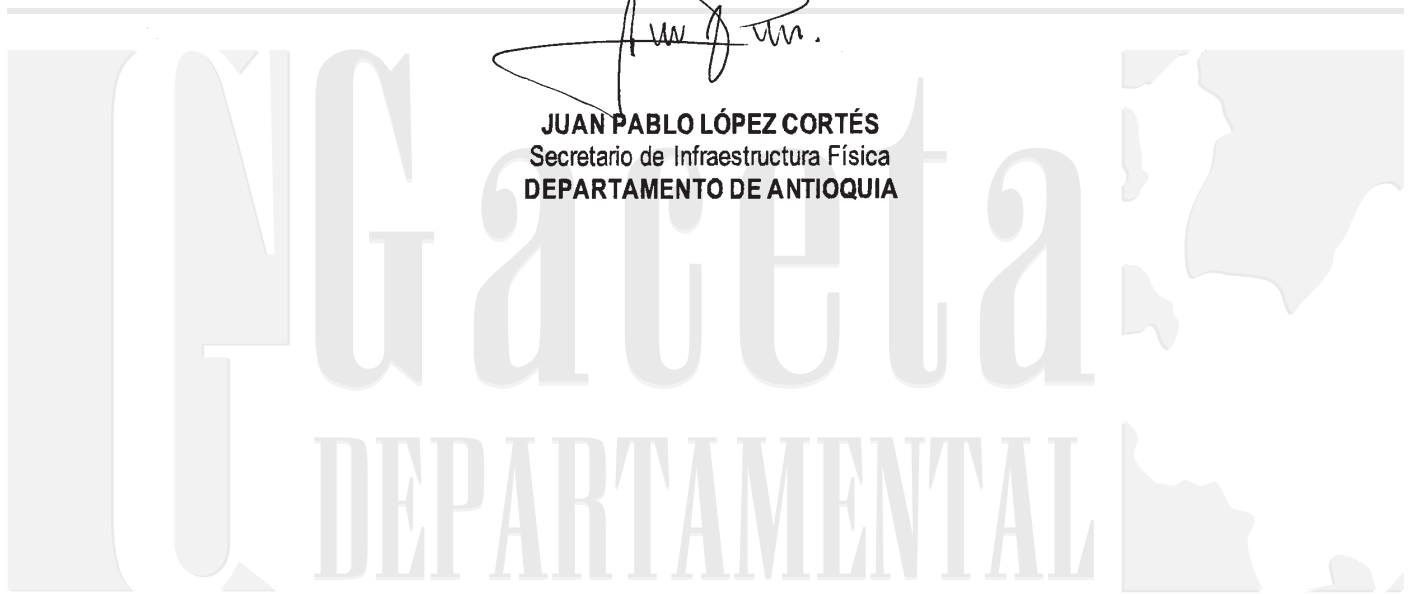 JUAN PABLO LÓPEZ CORTÉS
Secretario de Infraestructura Física
DEPARTAMENTO DE ANTIOQUIA
Gaceta
DEPARTAMENTAL